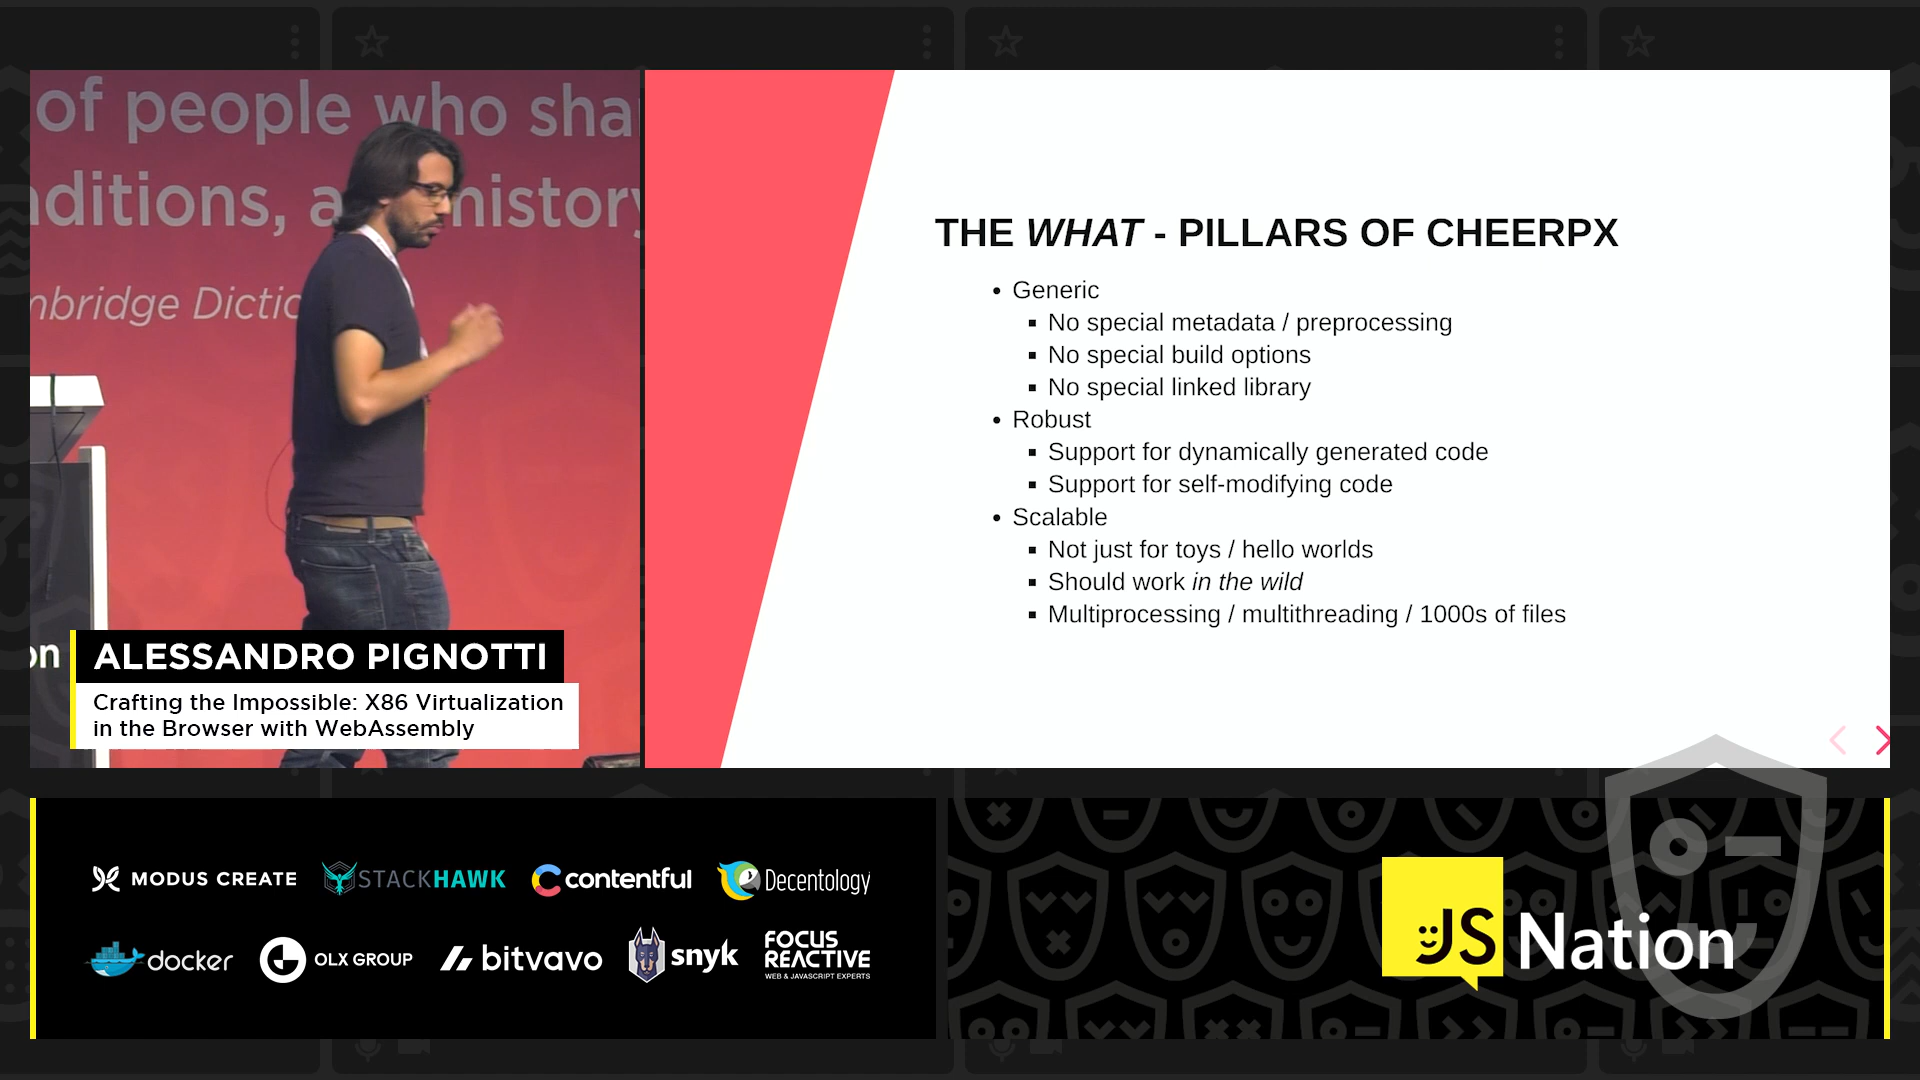 of people who sha
ditions, a history
mbridge Dictio
on
ALESSANDRO PIGNOTTI
Crafting the Impossible: X86 Virtualization
in the Browser with WebAssembly
THE WHAT - PILLARS OF CHEERPX
• Generic
▪ No special metadata / preprocessing
▪ No special build options
▪ No special linked library
• Robust
▪ Support for dynamically generated code
▪ Support for self-modifying code
• Scalable
▪ Not just for toys / hello worlds
▪ Should work in the wild
▪ Multiprocessing / multithreading / 1000s of files
MODUS CREATE
STACKHAWK
contentful
Decentology
docker
OLX GROUP
bitvavo
snyk
FOCUS
REACTIVE
WEB & JAVASCRIPT EXPERTS
JS Nation